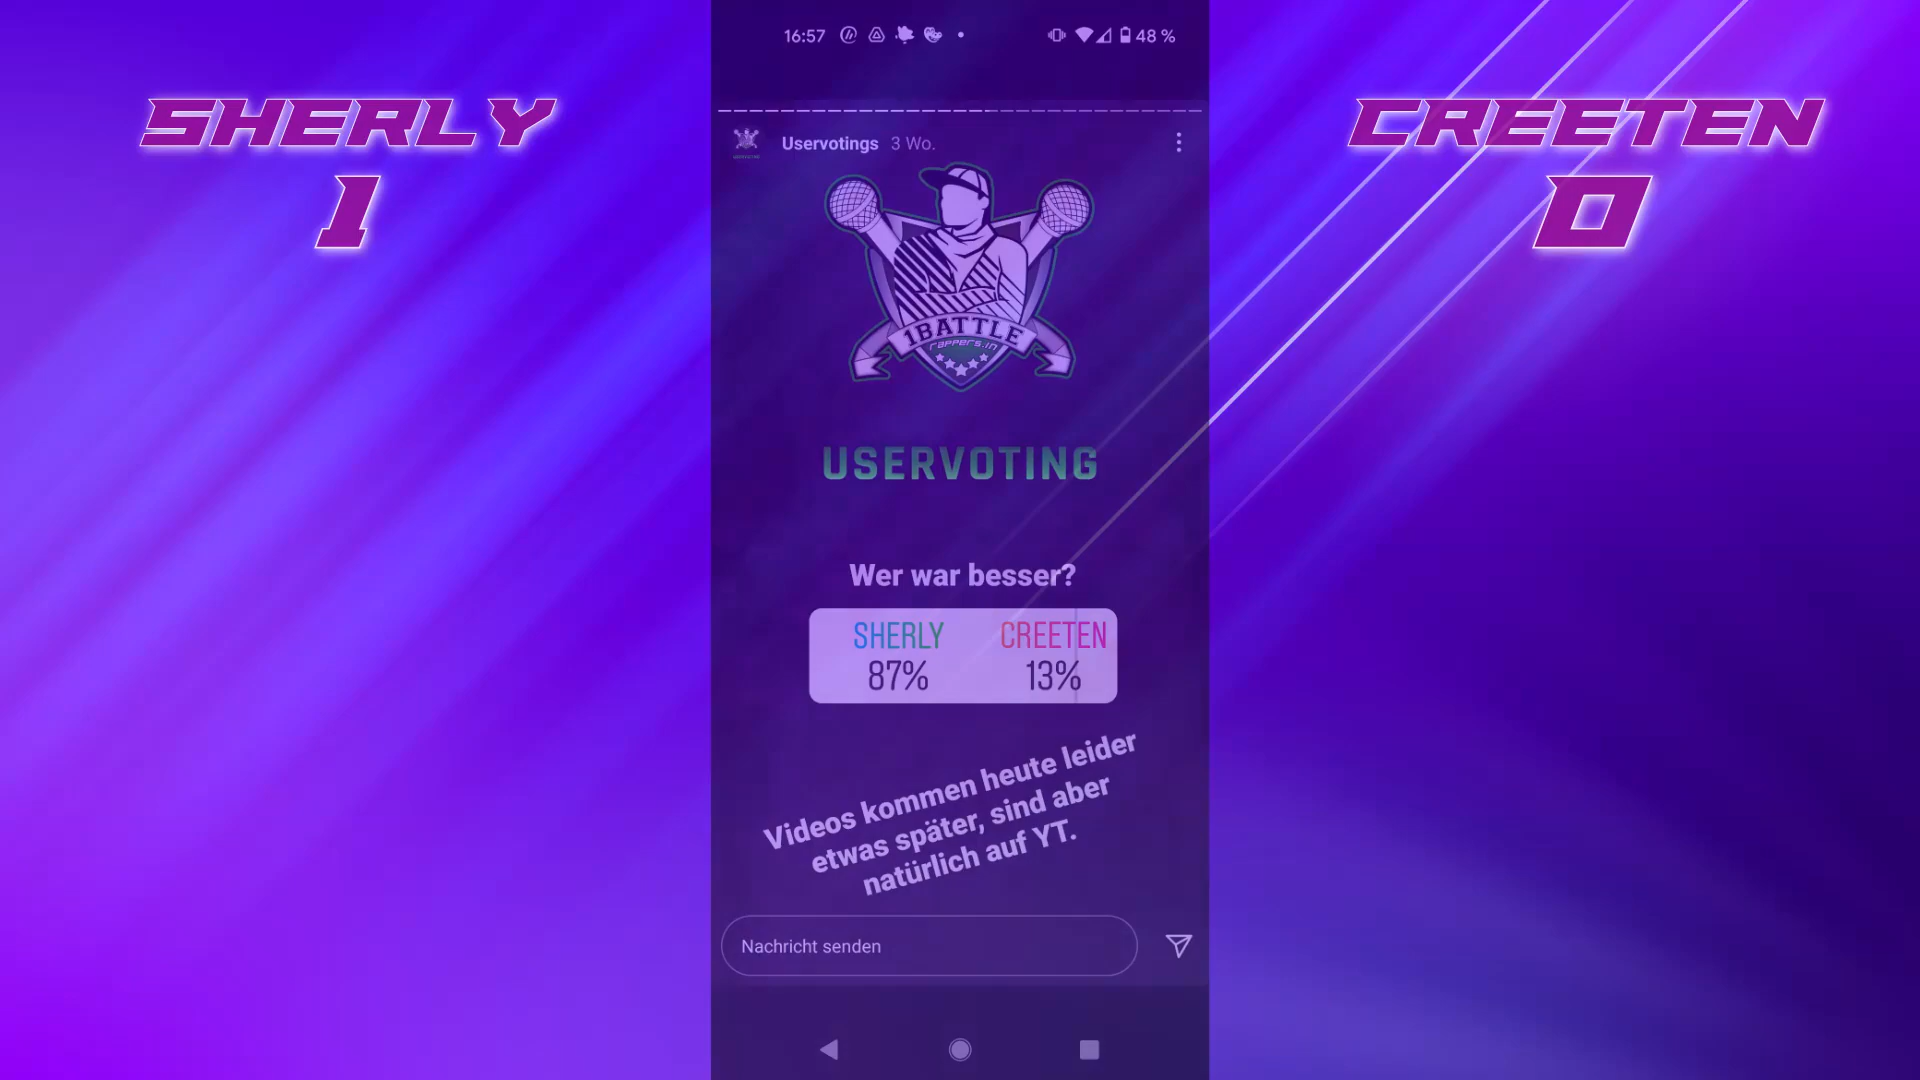 SHERLY
1
CREETEN
0
16:57
48 %
Uservotings 3 Wo.
1BATTLE
rappers.in
USERVOTING
Wer war besser?
SHERLY CREETEN
87% 13%
Videos kommen heute leider
etwas später, sind aber
natürlich auf YT.
Nachricht senden